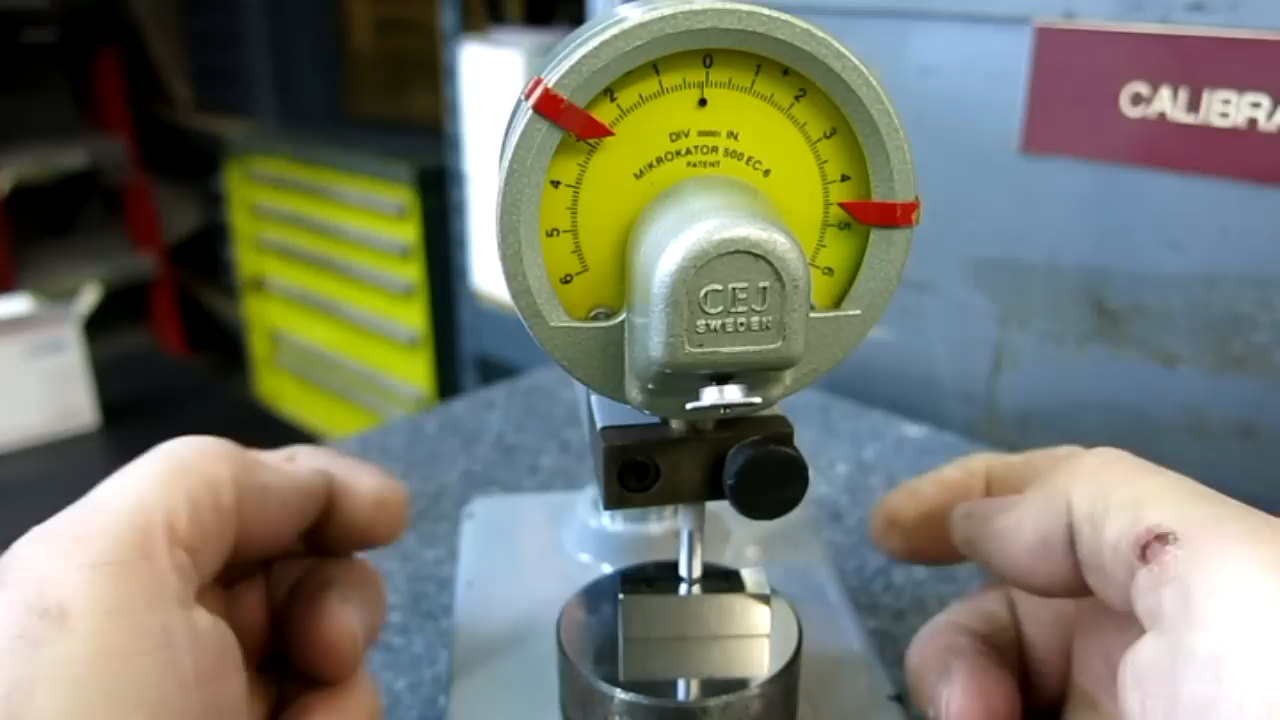 6 5 4 2 1 0 1 + 2 3 4 5 6
DIV .00001 IN.
MIKROKATOR 500 EC-6
PATENT
CEJ
SWEDEN
CALIBRA